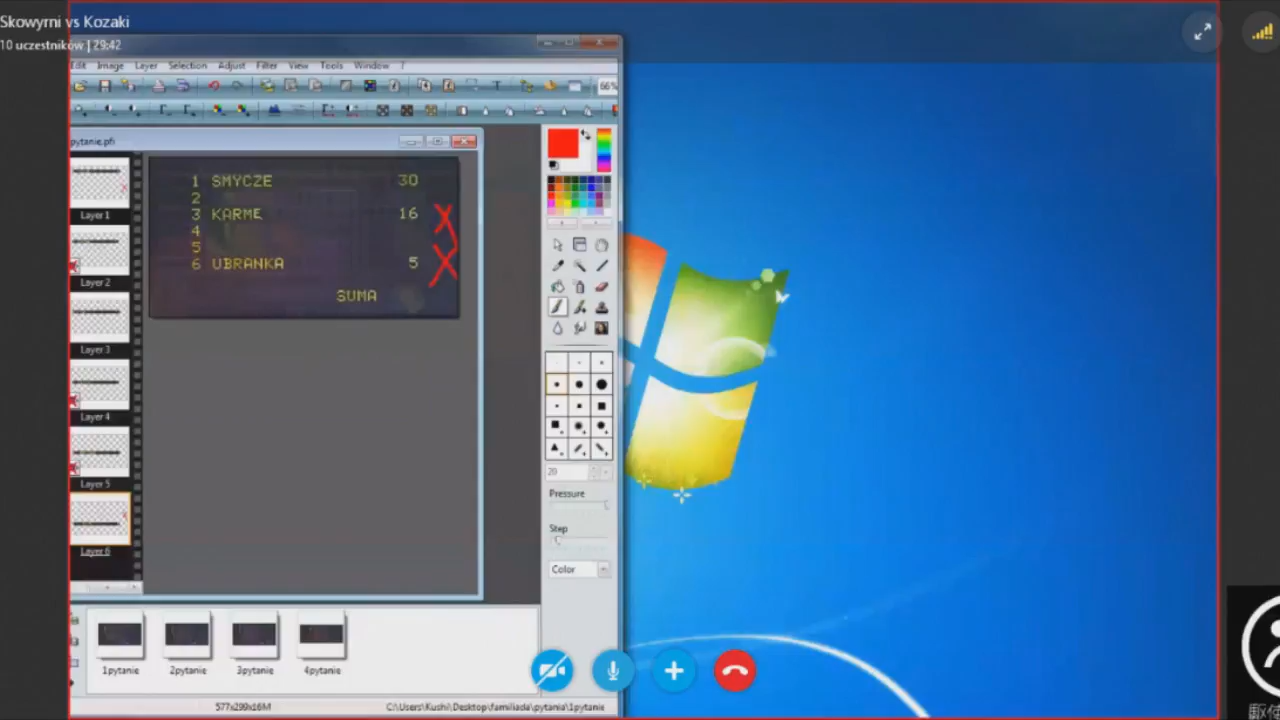 Skowyrni vs Kozaki
10 uczestników | 29:42
Edit Image Layer Selection Adjust Filter View Tools Window ?
66%
pytanie.pfi
1 SMYCZE 30
2
3 KARME 16
4
5
6 UBRANKA 5
SUMA
Layer 1
Layer 2
Layer 3
Layer 4
Layer 5
Layer 6
20
Pressure
Step
Color
1pytanie 2pytanie 3pytanie 4pytanie
577x299x16M C:\Users\Kushi\Desktop\familiada\pytania\1pytanie